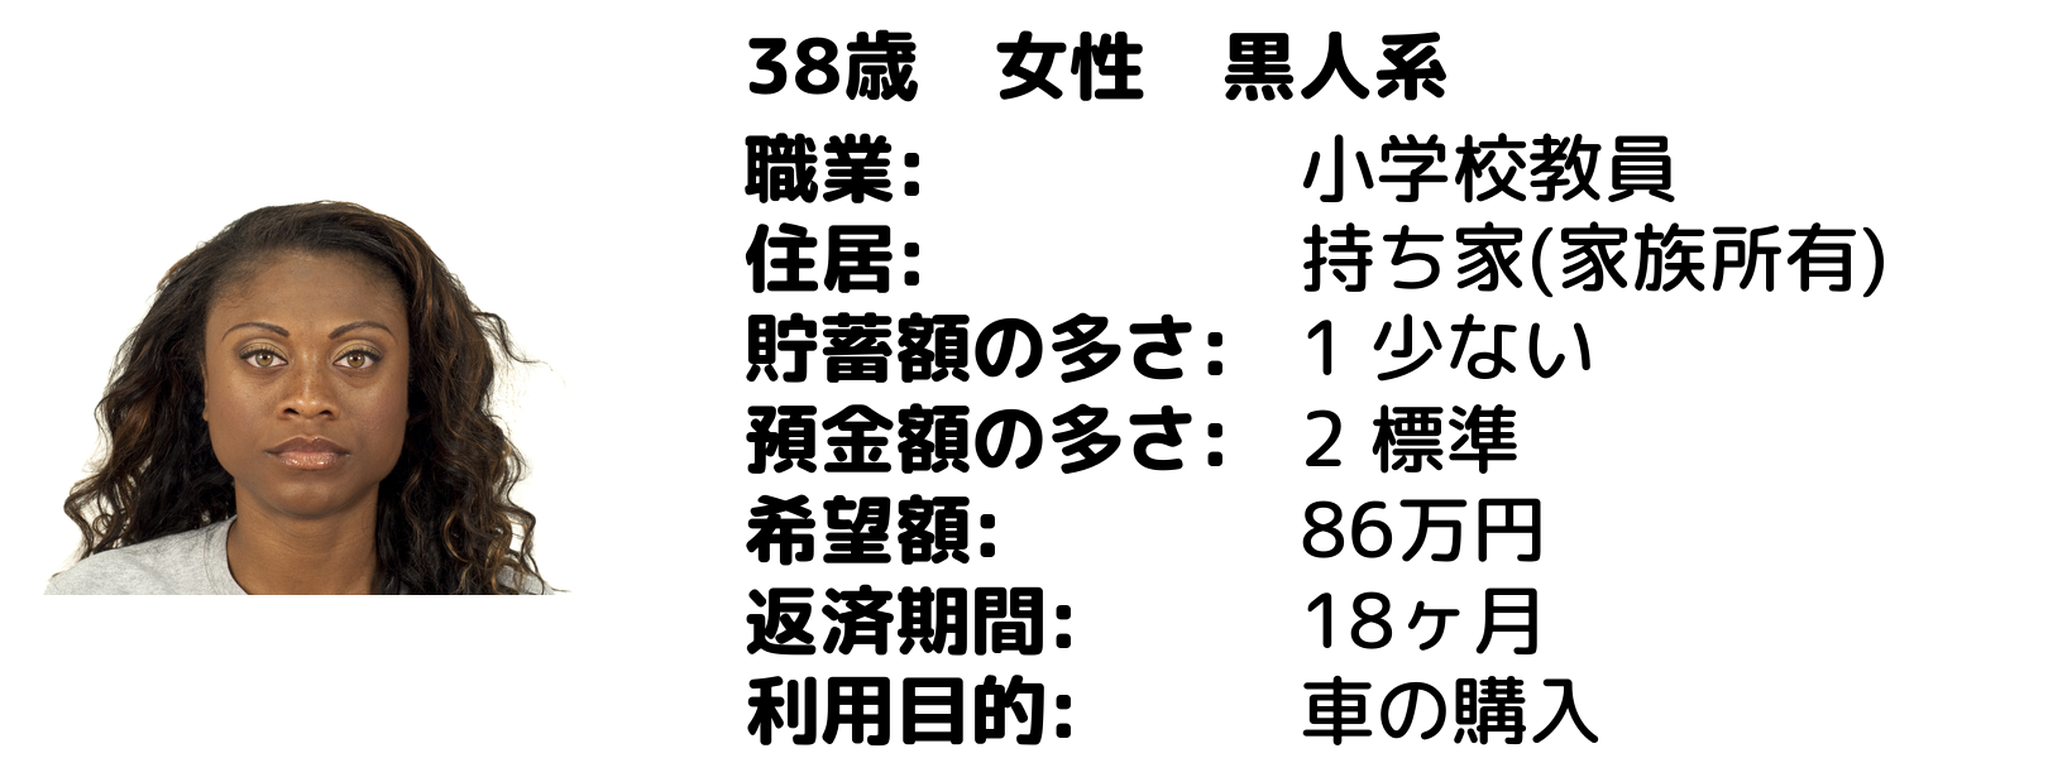 38歳　女性　黒人系
職業: 小学校教員
住居: 持ち家(家族所有)
貯蓄額の多さ: 1 少ない
預金額の多さ: 2 標準
希望額: 86万円
返済期間: 18ヶ月
利用目的: 車の購入